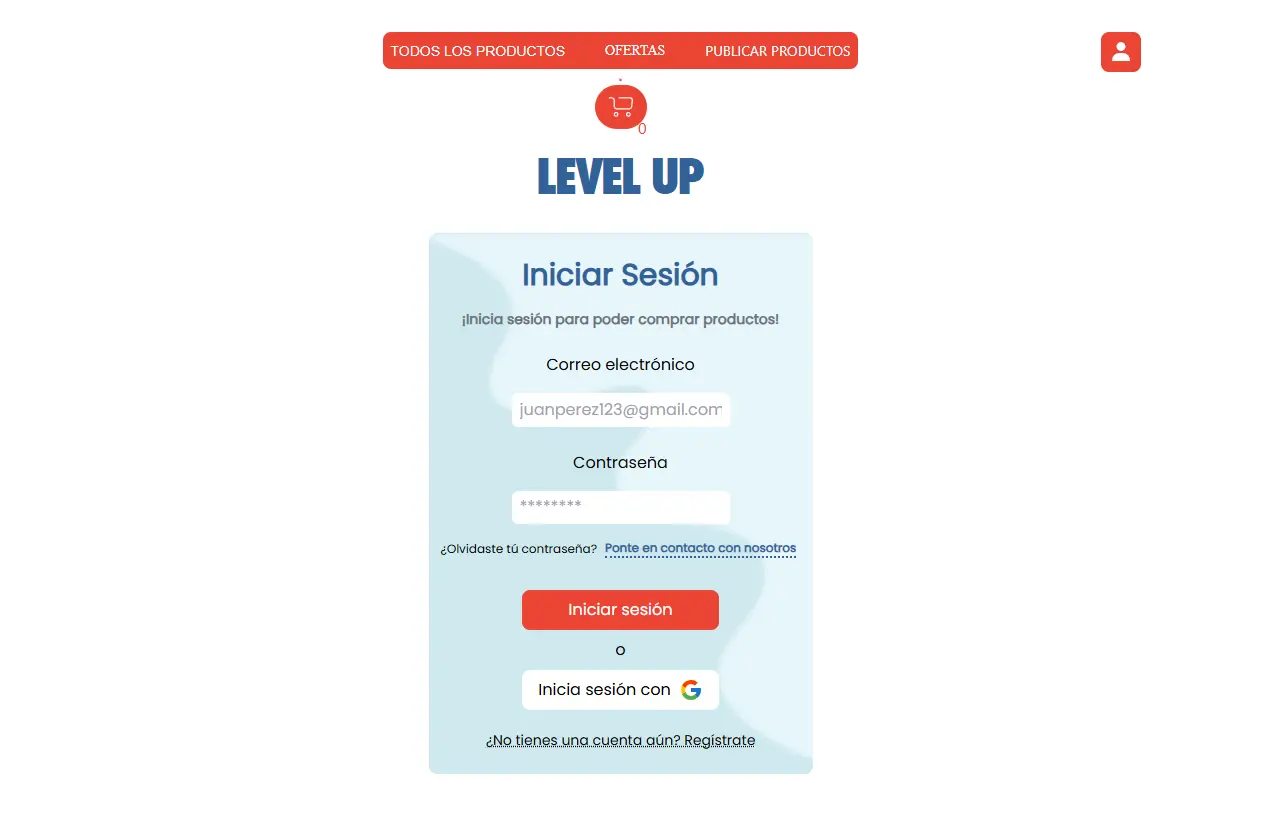 TODOS LOS PRODUCTOS OFERTAS PUBLICAR PRODUCTOS
0
LEVEL UP
Iniciar Sesión
¡Inicia sesión para poder comprar productos!
Correo electrónico
juanperez123@gmail.com
Contraseña
********
¿Olvidaste tú contraseña? Ponte en contacto con nosotros
Iniciar sesión
o
Inicia sesión con
¿No tienes una cuenta aún? Regístrate